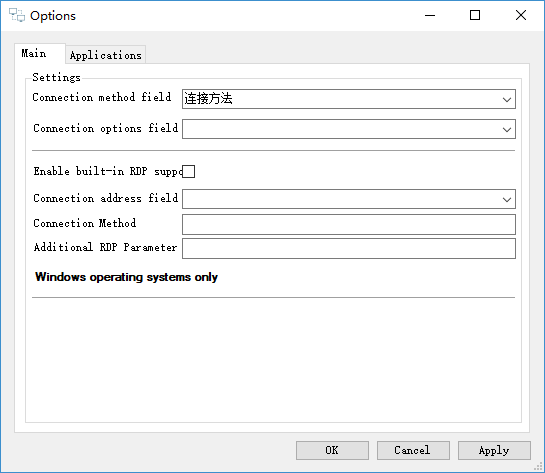 Options
Main
Applications
Settings
Connection method field
连接方法
Connection options field
Enable built-in RDP suppo
Connection address field
Connection Method
Additional RDP Parameter
Windows operating systems only
OK
Cancel
Apply